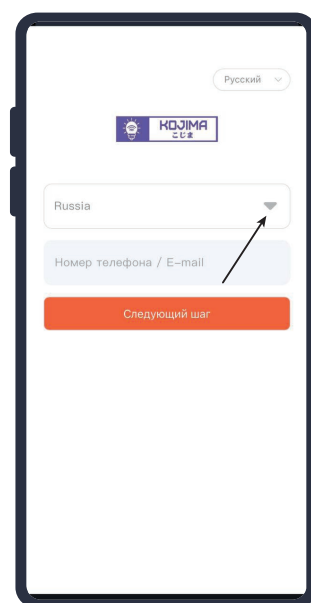 Русский
KOJIMA
こじま
Russia
Номер телефона / E-mail
Следующий шаг